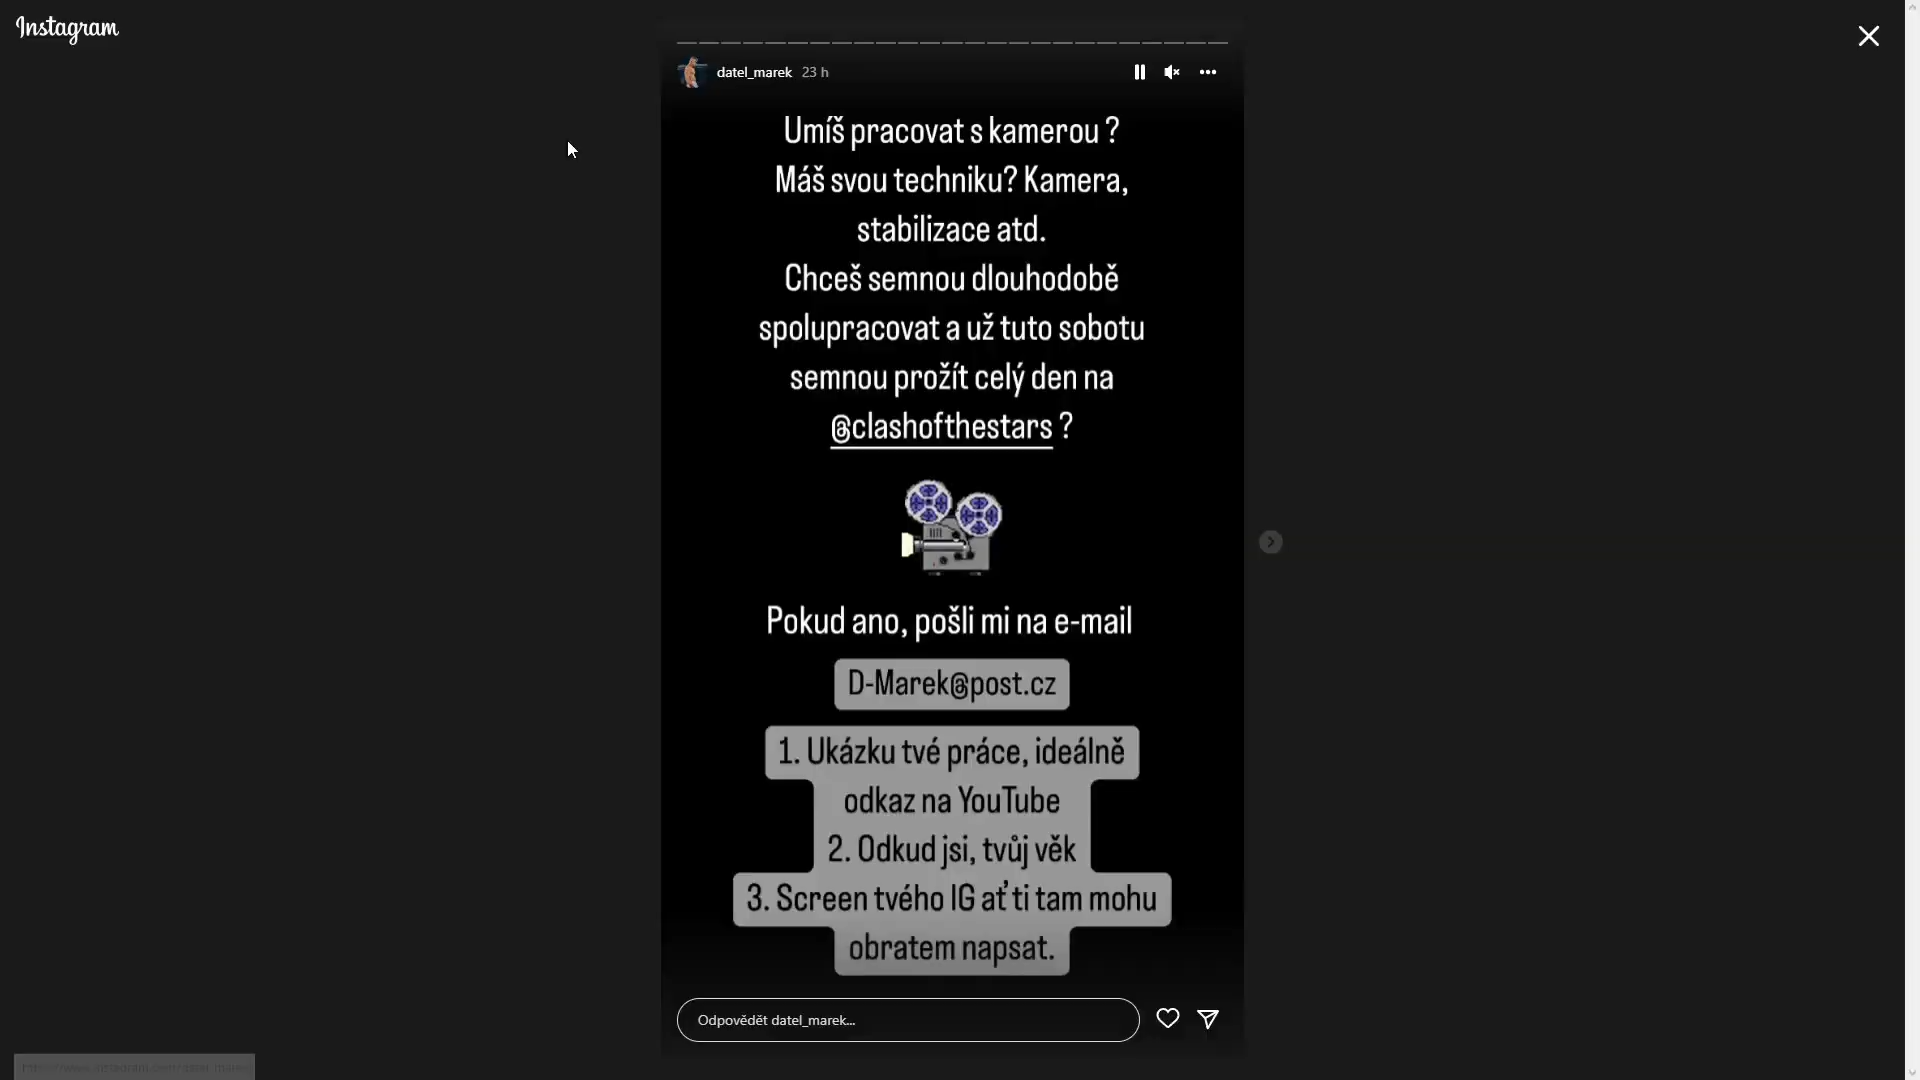 Instagram
datel_marek 23 h
Umíš pracovat s kamerou ?
Máš svou techniku? Kamera,
stabilizace atd.
Chceš semnou dlouhodobě
spolupracovat a už tuto sobotu
semnou prožít celý den na
@clashofthestars ?
Pokud ano, pošli mi na e-mail
D-Marek@post.cz
1. Ukázku tvé práce, ideálně
odkaz na YouTube
2. Odkud jsi, tvůj věk
3. Screen tvého IG ať ti tam mohu
obratem napsat.
Odpovědět datel_marek...